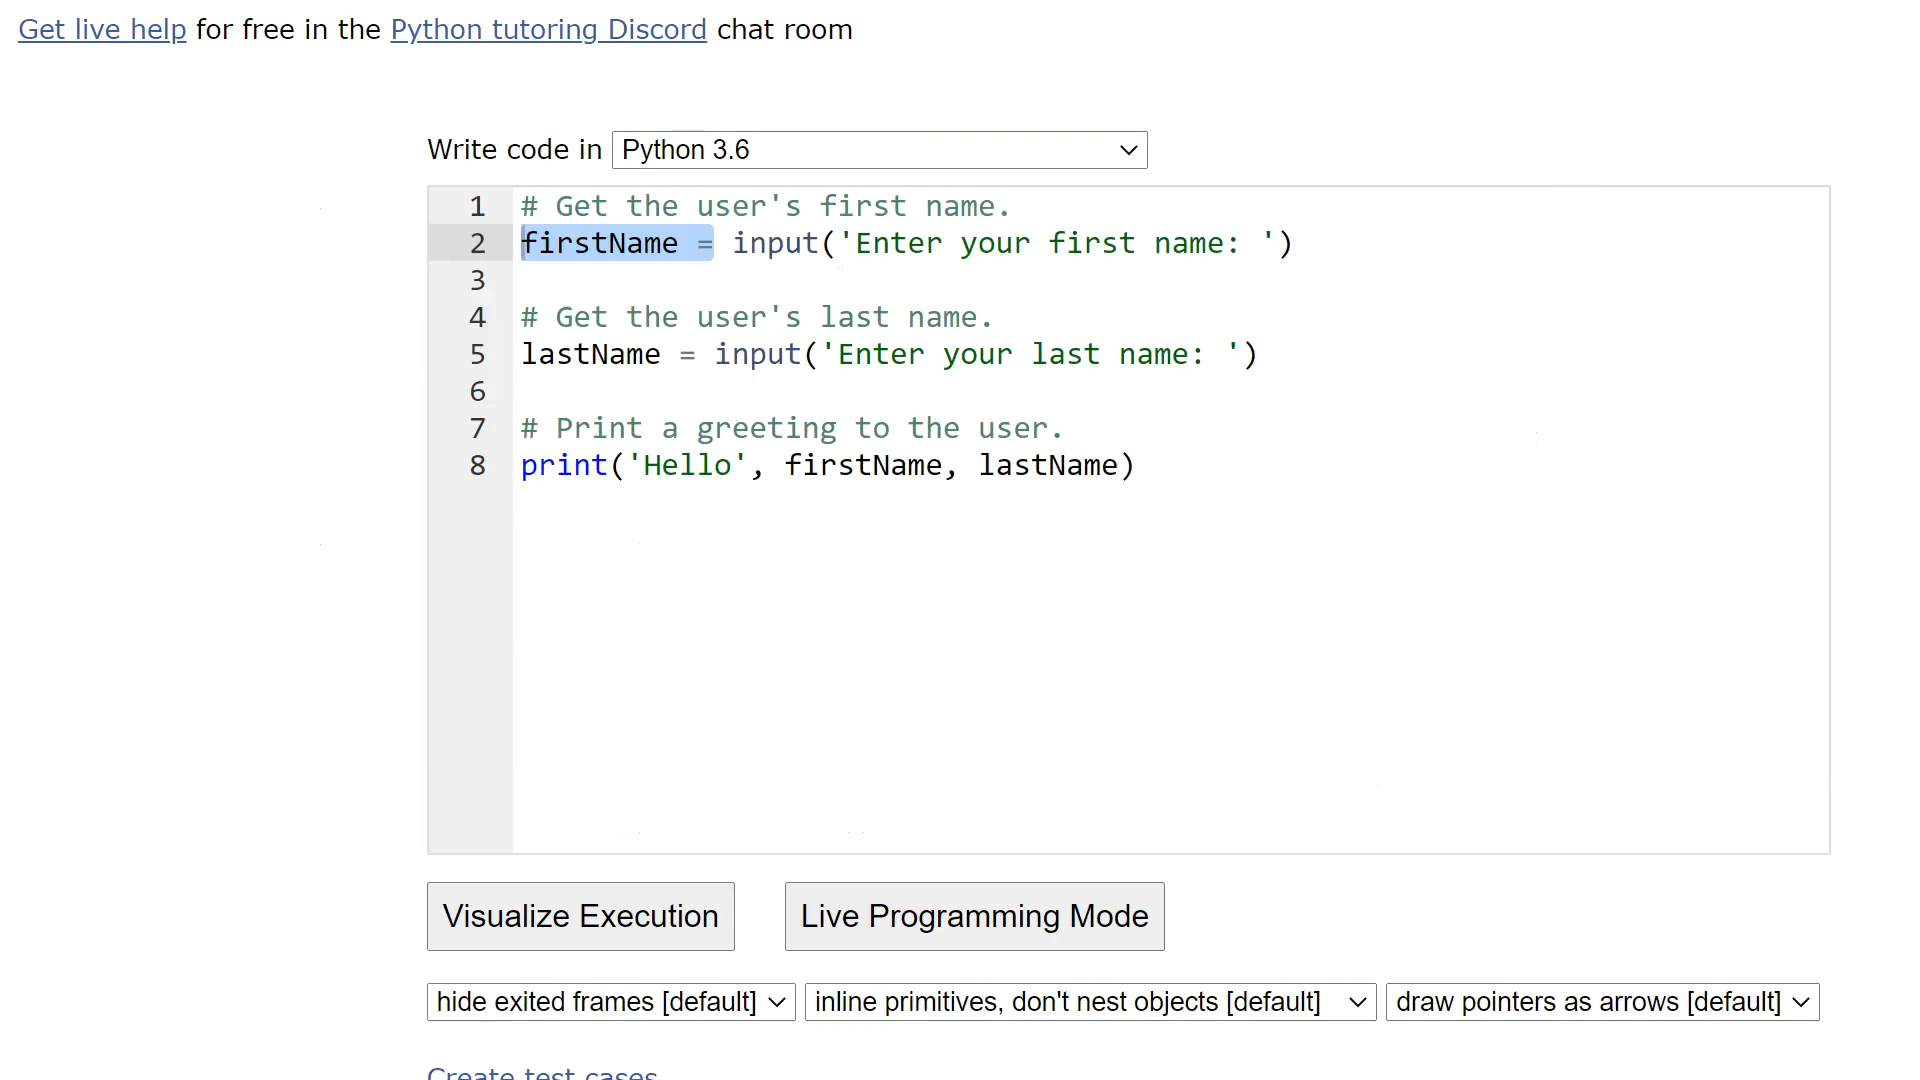 Get live help for free in the Python tutoring Discord chat room
Write code in Python 3.6
1 # Get the user's first name.
2 firstName = input('Enter your first name: ')
3
4 # Get the user's last name.
5 lastName = input('Enter your last name: ')
6
7 # Print a greeting to the user.
8 print('Hello', firstName, lastName)
Visualize Execution Live Programming Mode
hide exited frames [default] inline primitives, don't nest objects [default] draw pointers as arrows [default]
Create test cases